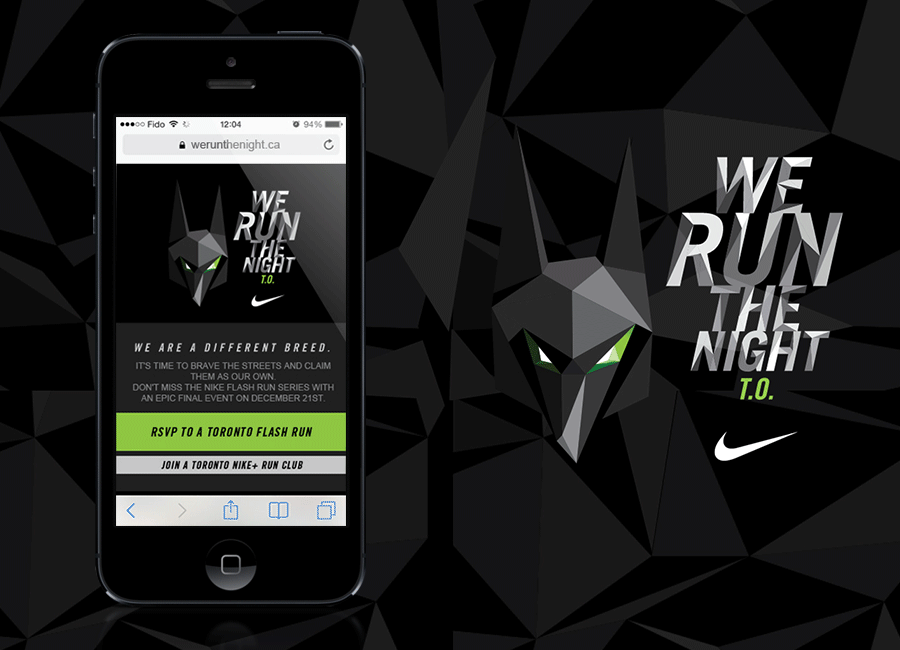 Fido 12:04 94%
werunthenight.ca
WE
RUN
THE
NIGHT
T.O.
WE ARE A DIFFERENT BREED.
IT'S TIME TO BRAVE THE STREETS AND CLAIM
THEM AS OUR OWN.
DON'T MISS THE NIKE FLASH RUN SERIES WITH
AN EPIC FINAL EVENT ON DECEMBER 21ST.
RSVP TO A TORONTO FLASH RUN
JOIN A TORONTO NIKE+ RUN CLUB
WE
RUN
THE
NIGHT
T.O.